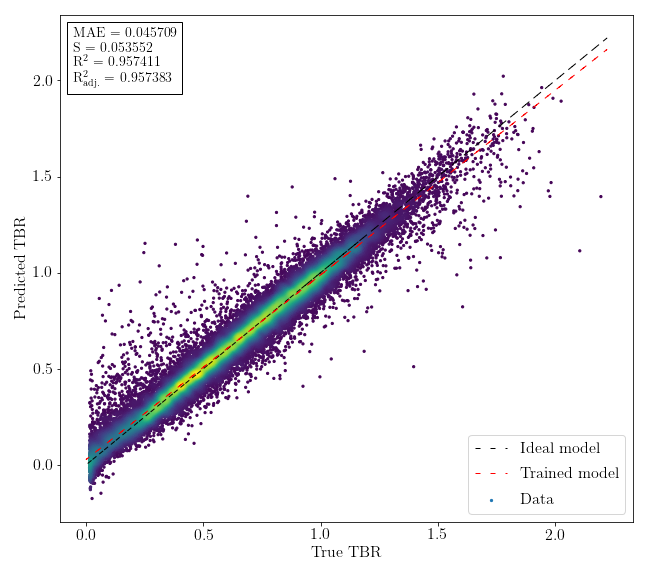 MAE = 0.045709
S = 0.053552
R² = 0.957411
R²adj. = 0.957383
2.0
1.5
1.0
0.5
0.0
Predicted TBR
Ideal model
Trained model
Data
0.0 0.5 1.0 1.5 2.0
True TBR